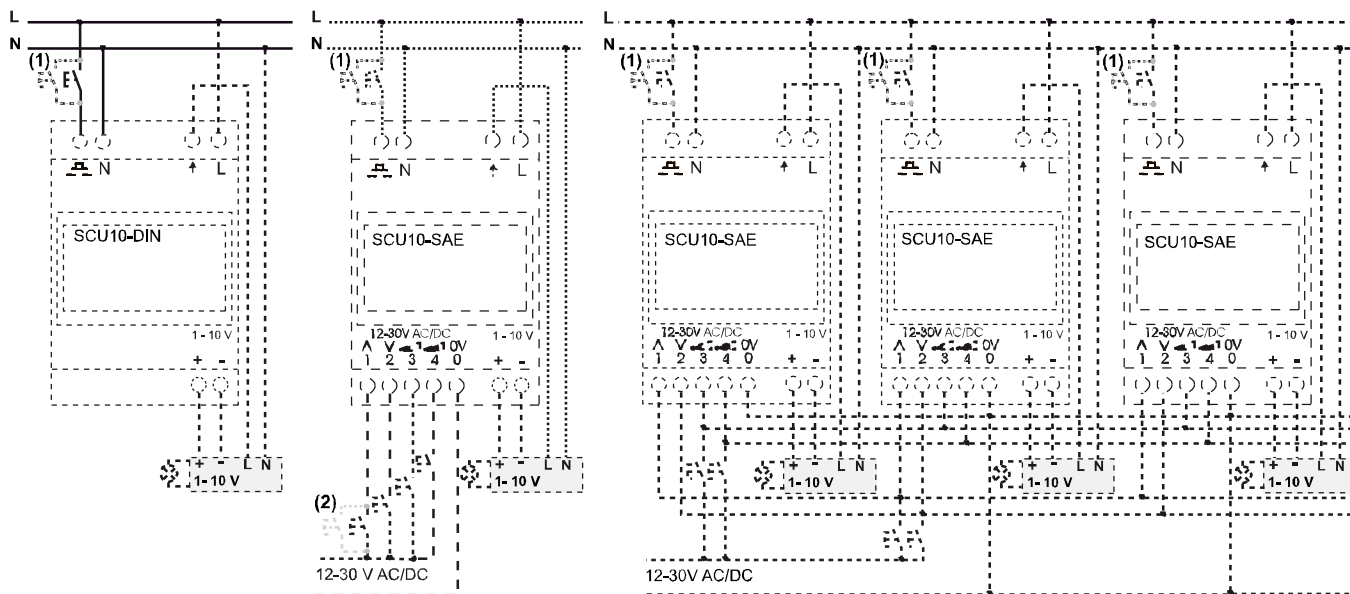 L L L
N N N
(1) (1) (1) (1) (1)
N L N L N L N L N L
SCU10-DIN SCU10-SAE SCU10-SAE SCU10-SAE SCU10-SAE
1-10 V 12-30V AC/DC 1-10 V 12-30V AC/DC 1-10 V 12-30V AC/DC 1-10 V 12-30V AC/DC 1-10 V
0V 0V 0V 0V
+ - 1 2 3 4 0 + - 1 2 3 4 0 + - 1 2 3 4 0 + - 1 2 3 4 0 + -
+ - L N + - L N + - L N + - L N + - L N
1-10 V 1-10 V 1-10 V 1-10 V 1-10 V
(2)
12-30 V AC/DC 12-30V AC/DC